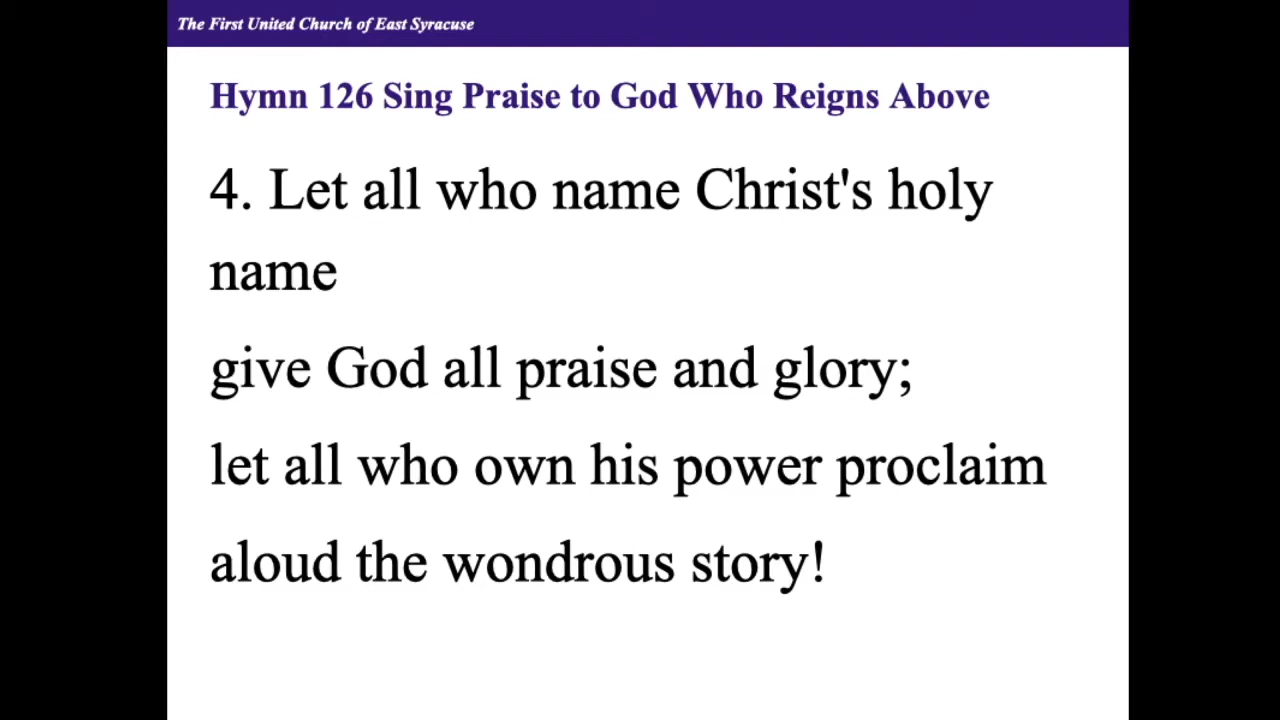 The First United Church of East Syracuse
Hymn 126 Sing Praise to God Who Reigns Above
4. Let all who name Christ's holy
name
give God all praise and glory;
let all who own his power proclaim
aloud the wondrous story!